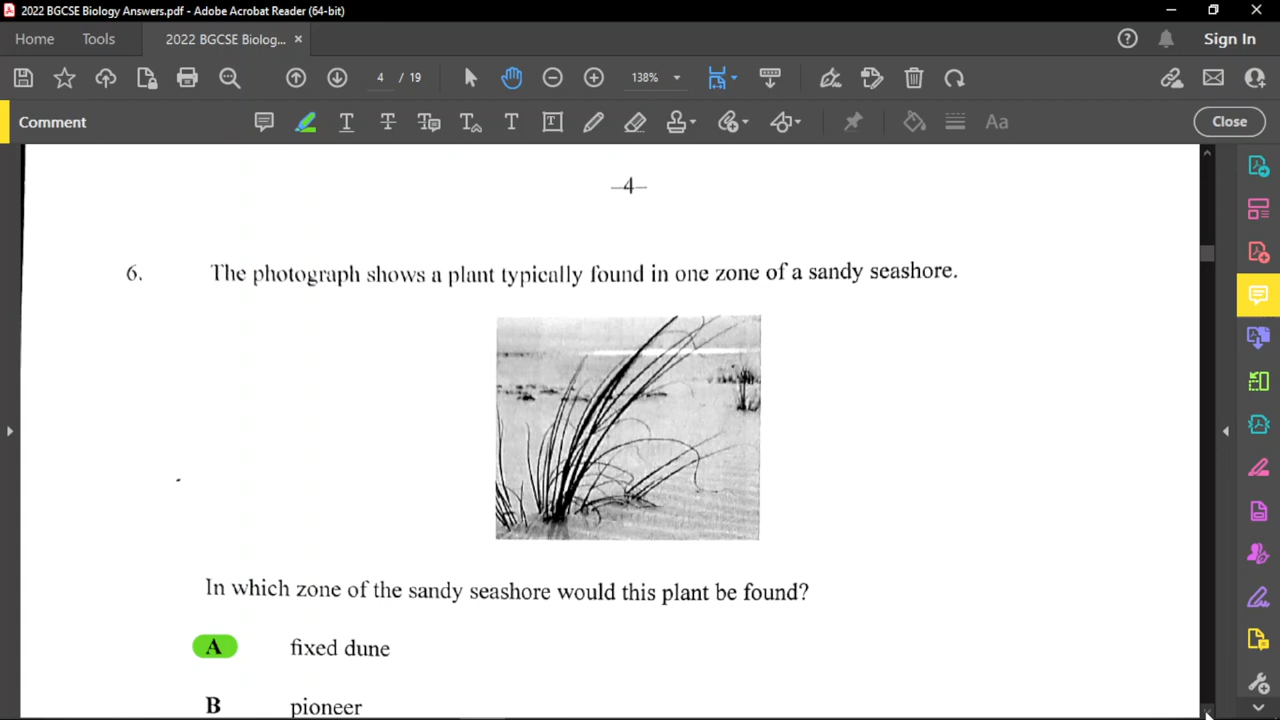 2022 BGCSE Biology Answers.pdf - Adobe Acrobat Reader (64-bit)
Home Tools 2022 BGCSE Biolog... × Sign In
4 / 19 138%
Comment Aa Close
-4-
6. The photograph shows a plant typically found in one zone of a sandy seashore.
In which zone of the sandy seashore would this plant be found?
A fixed dune
B pioneer